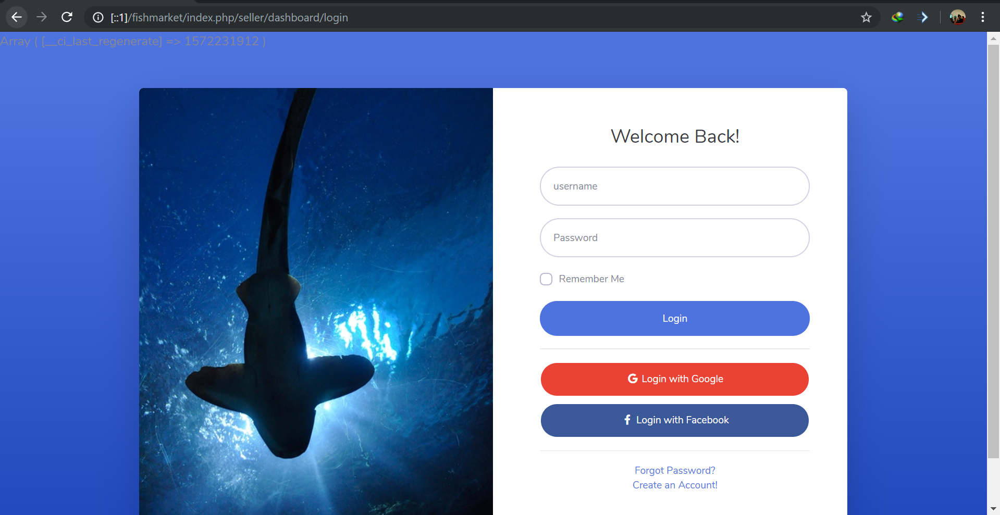 [::1]/fishmarket/index.php/seller/dashboard/login
Array ( [__ci_last_regenerate] => 1572231912 )
Welcome Back!
username
Password
Remember Me
Login
Login with Google
Login with Facebook
Forgot Password?
Create an Account!